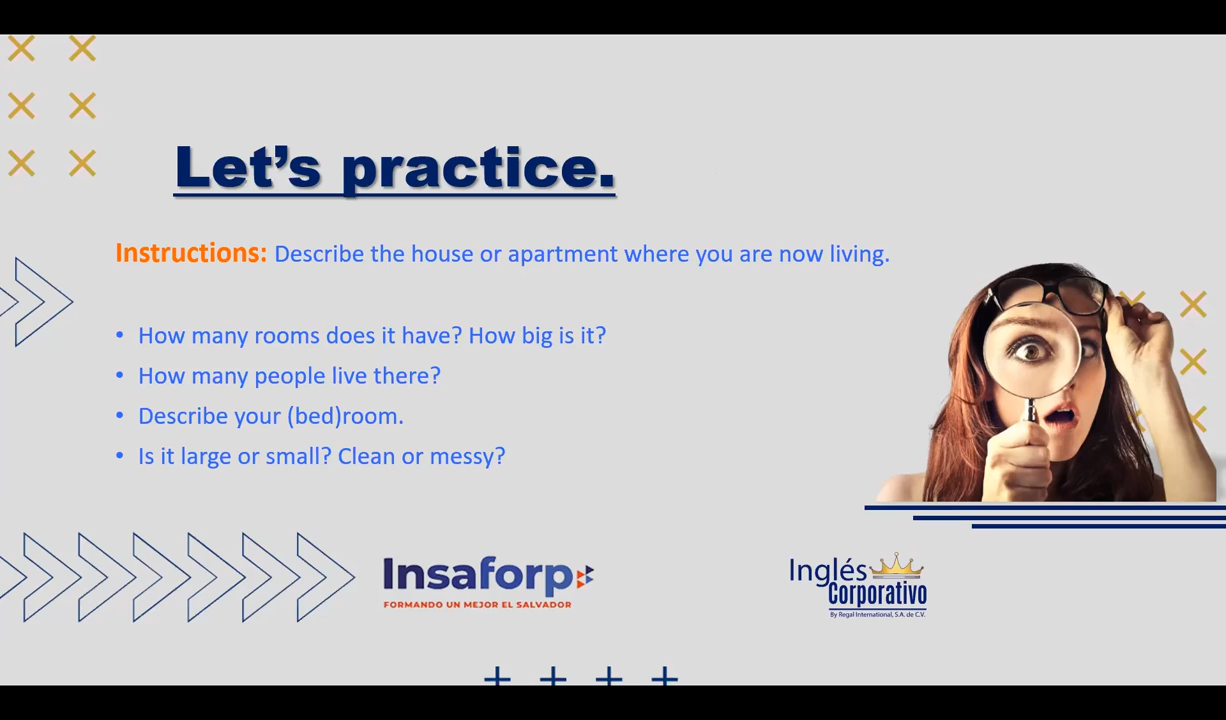 Let’s practice.
Instructions: Describe the house or apartment where you are now living.
• How many rooms does it have? How big is it?
• How many people live there?
• Describe your (bed)room.
• Is it large or small? Clean or messy?
Insaforp
FORMANDO UN MEJOR EL SALVADOR
Inglés
Corporativo
By Regal International, S.A. de C.V.